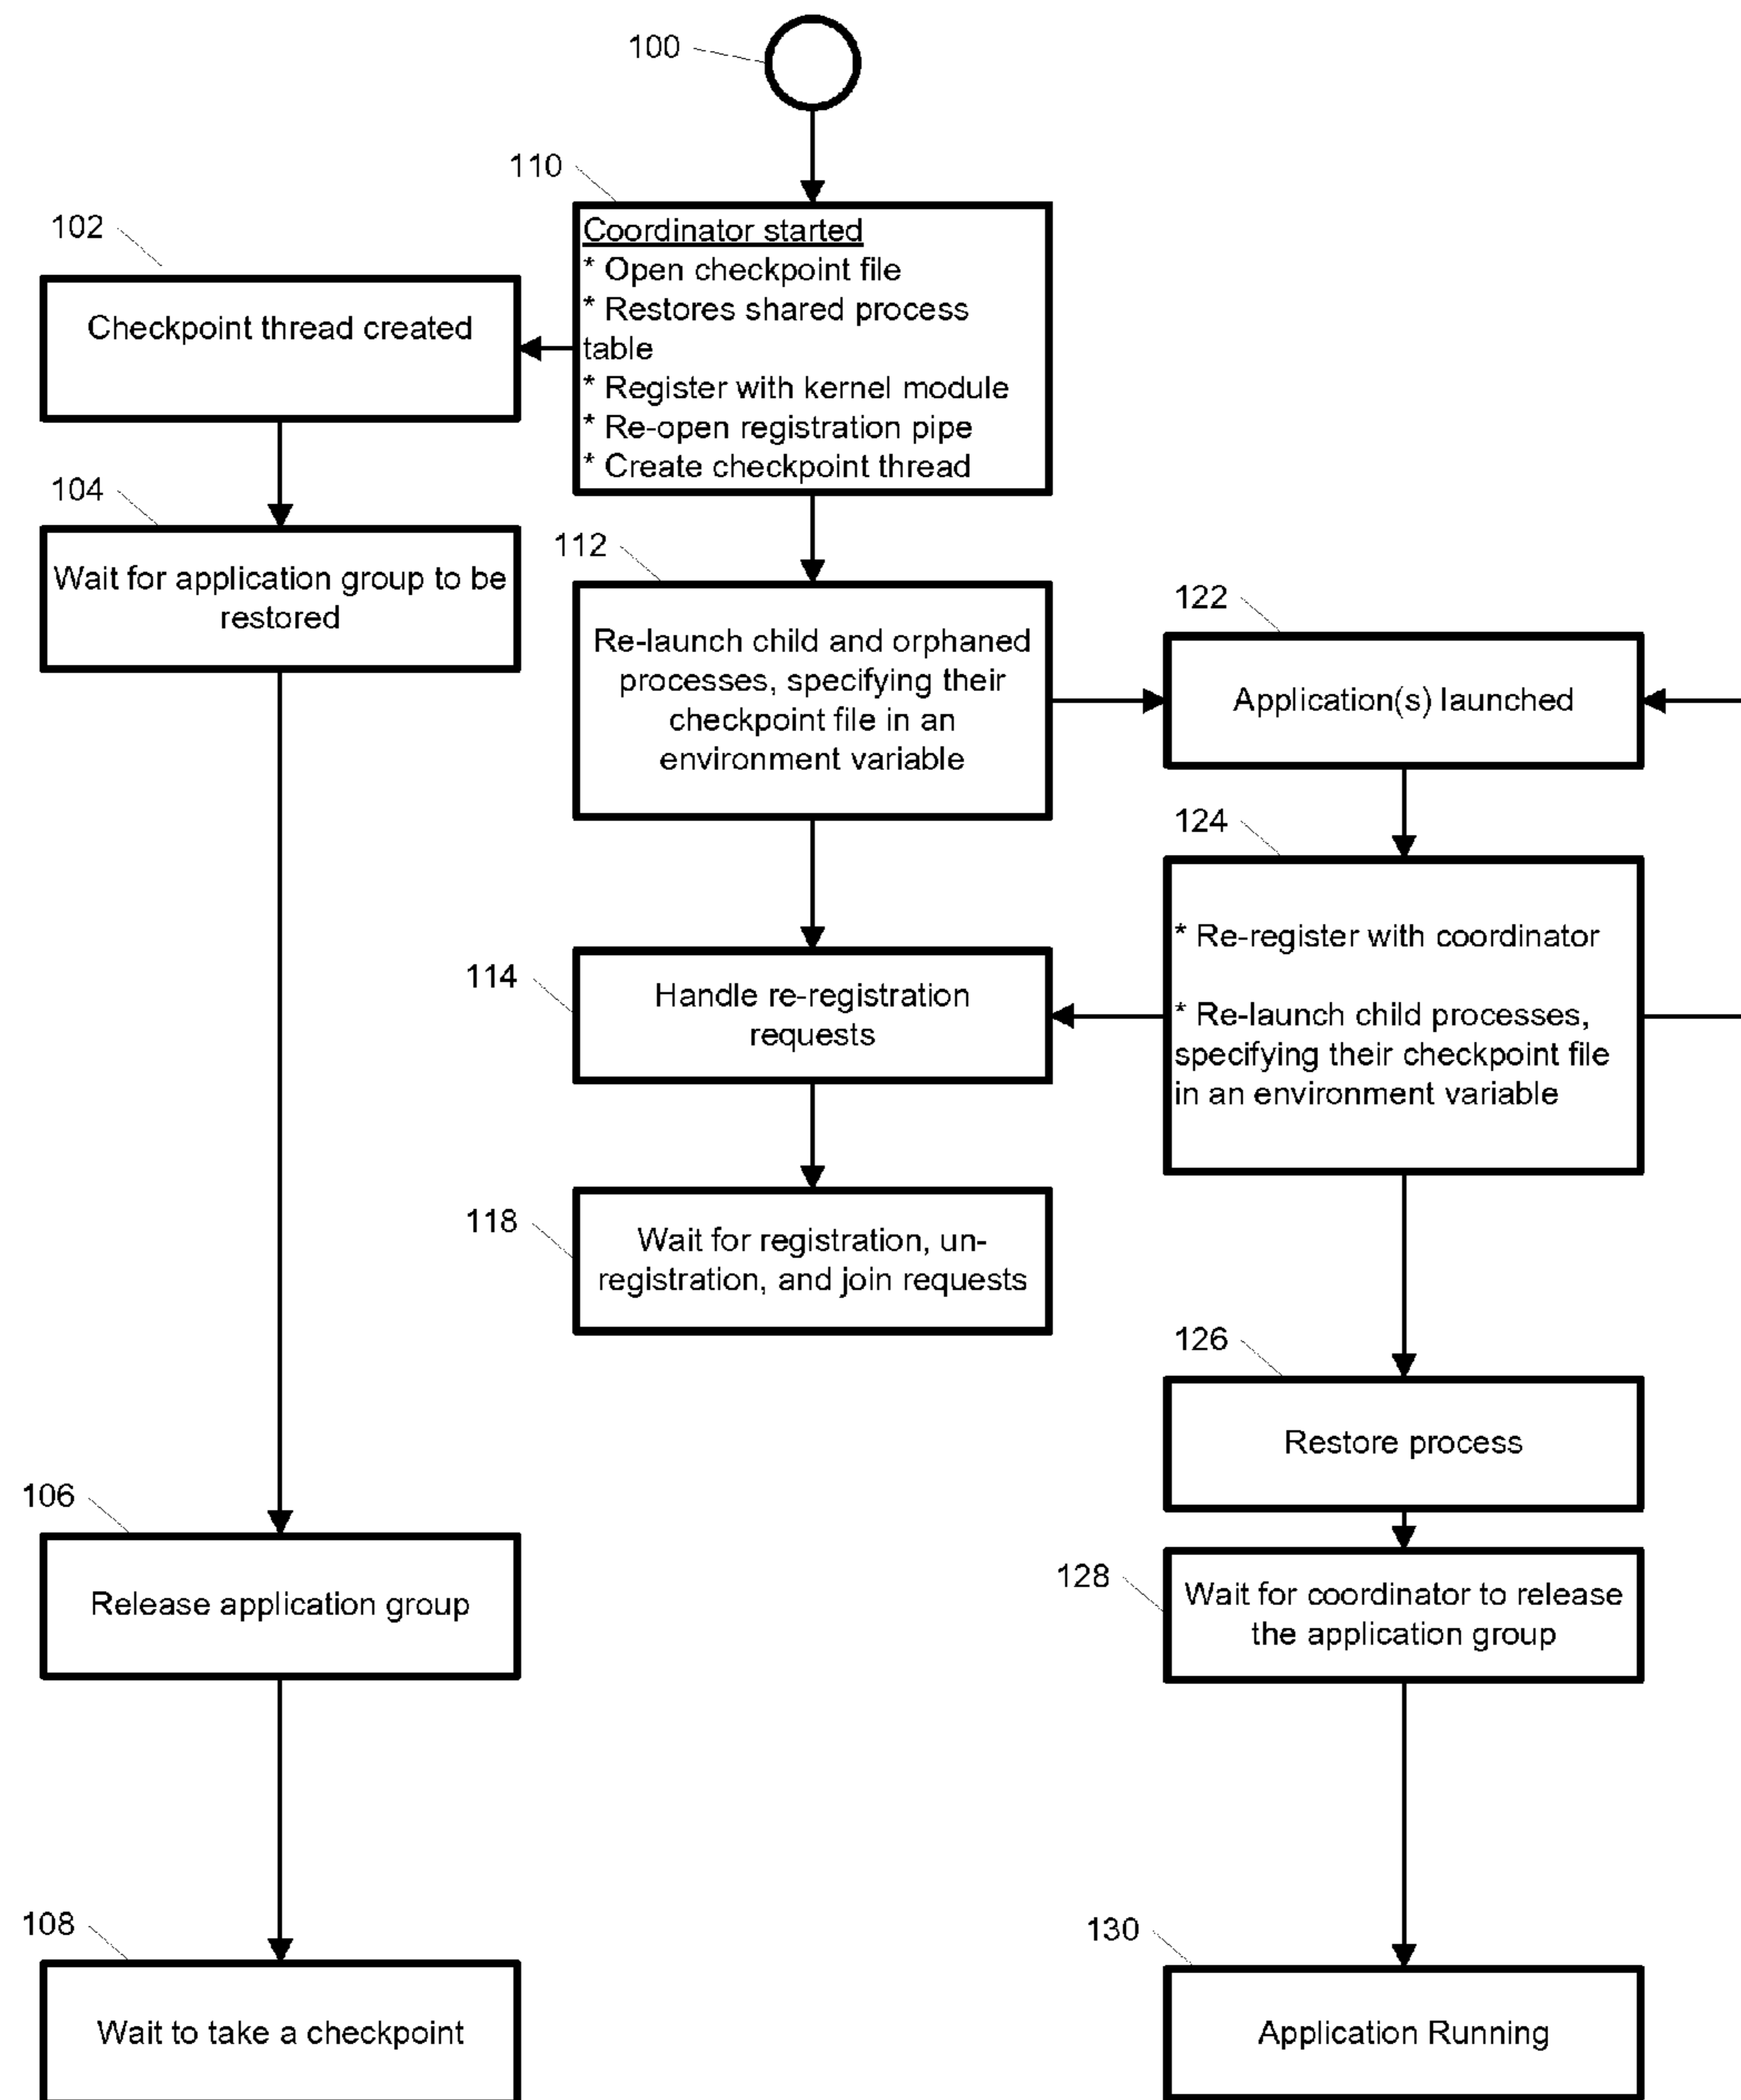 100
110
Coordinator started
* Open checkpoint file
* Restores shared process
table
* Register with kernel module
* Re-open registration pipe
* Create checkpoint thread
102
Checkpoint thread created
104
Wait for application group to be
restored
112
Re-launch child and orphaned
processes, specifying their
checkpoint file in an
environment variable
122
Application(s) launched
124
* Re-register with coordinator
* Re-launch child processes,
specifying their checkpoint file
in an environment variable
114
Handle re-registration
requests
118
Wait for registration, un-
registration, and join requests
126
Restore process
106
Release application group
128
Wait for coordinator to release
the application group
108
Wait to take a checkpoint
130
Application Running